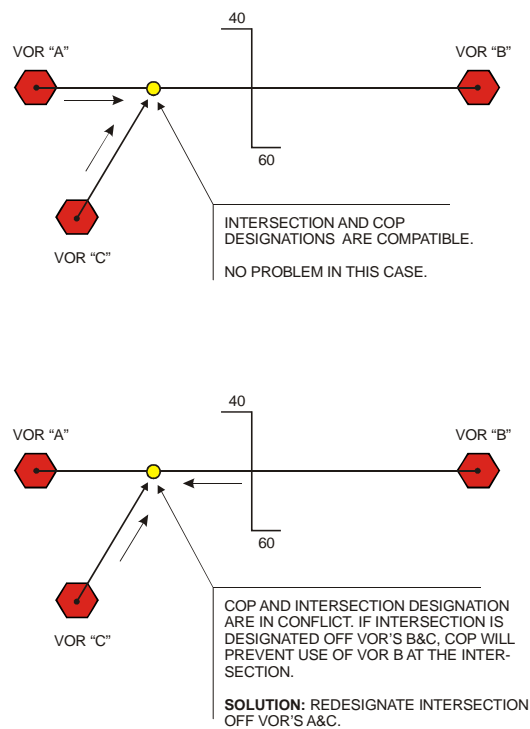 40
VOR “A”
VOR “B”
60
VOR “C”
INTERSECTION AND COP
DESIGNATIONS ARE COMPATIBLE.
NO PROBLEM IN THIS CASE.
40
VOR “A”
VOR “B”
60
VOR “C”
COP AND INTERSECTION DESIGNATION
ARE IN CONFLICT. IF INTERSECTION IS
DESIGNATED OFF VOR'S B&C, COP WILL
PREVENT USE OF VOR B AT THE INTER-
SECTION.
SOLUTION: REDESIGNATE INTERSECTION
OFF VOR'S A&C.